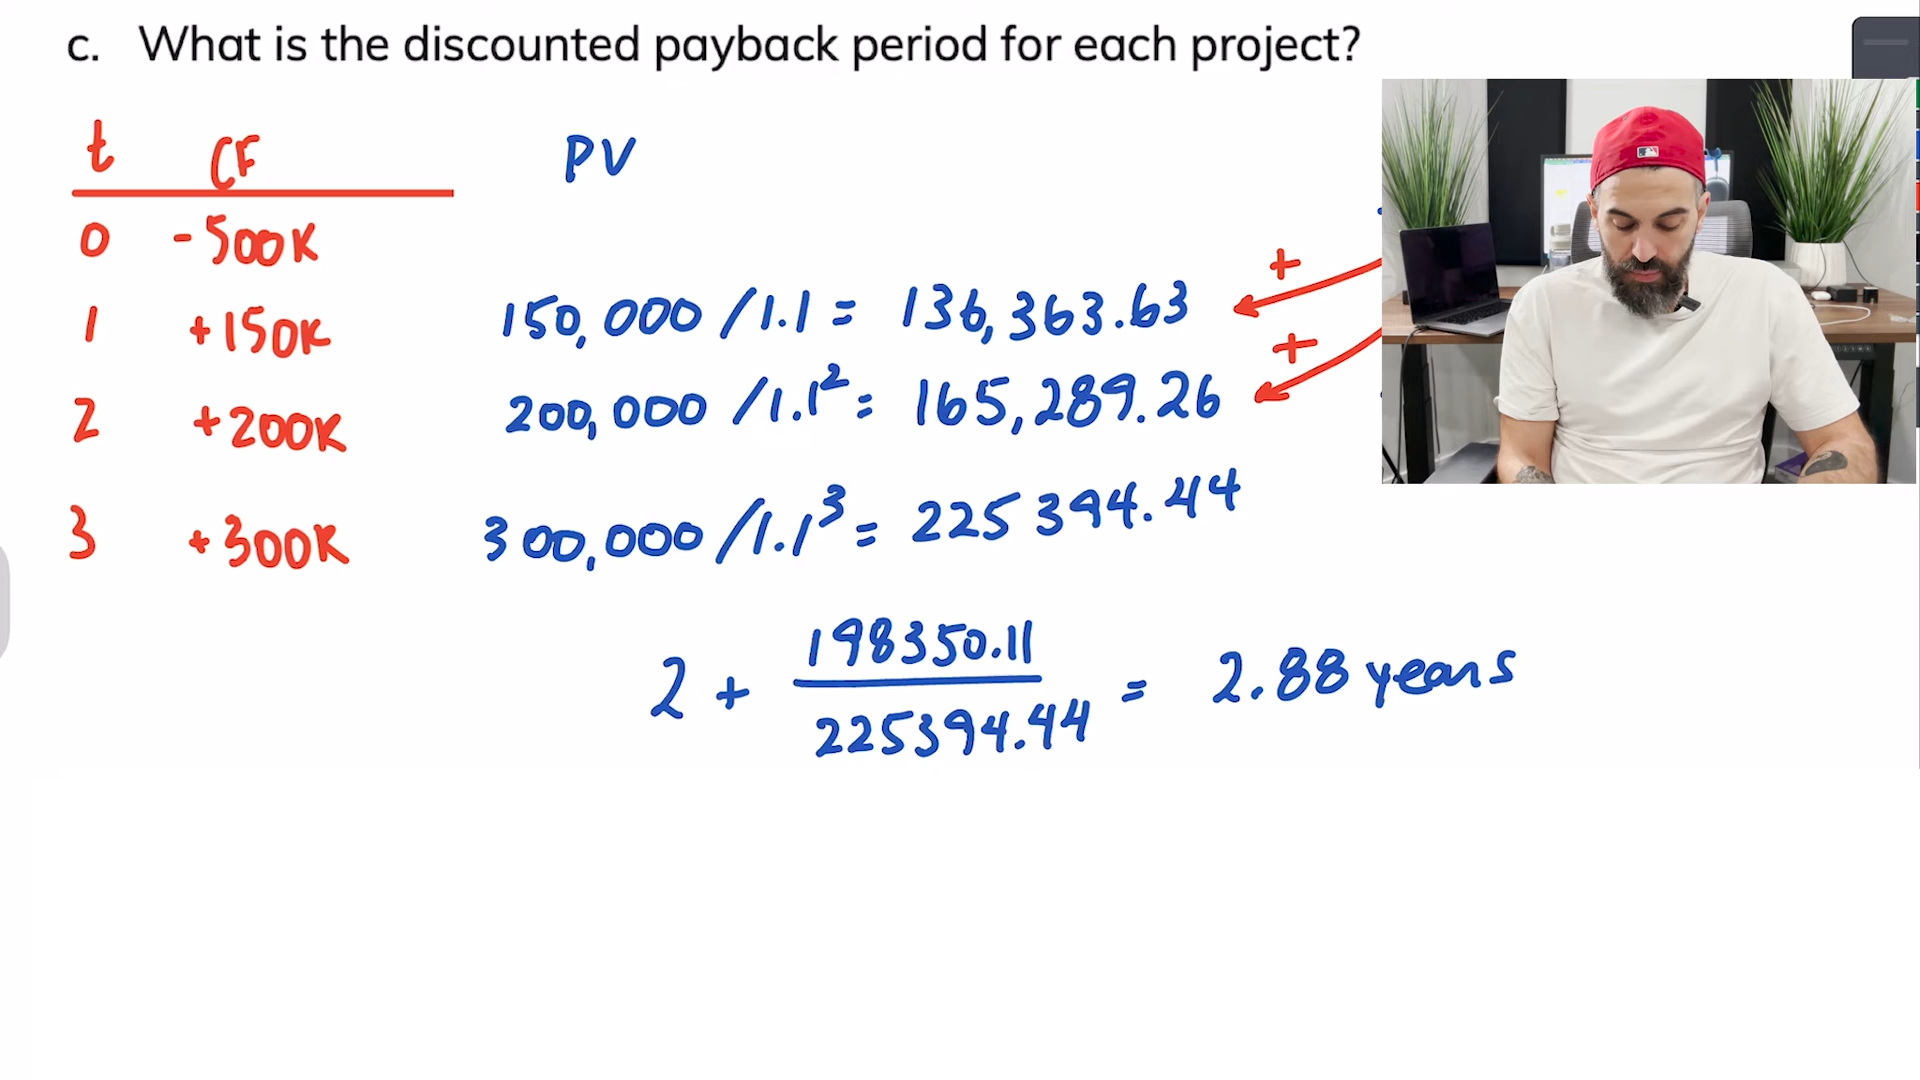 c. What is the discounted payback period for each project?
t CF PV
0 -500K
1 +150K 150,000 /1.1 = 136,363.63 +
2 +200K 200,000 /1.1² = 165,289.26 +
3 +300K 300,000 /1.1³ = 225 394.44
2 + 198350.11 / 225394.44 = 2.88 years